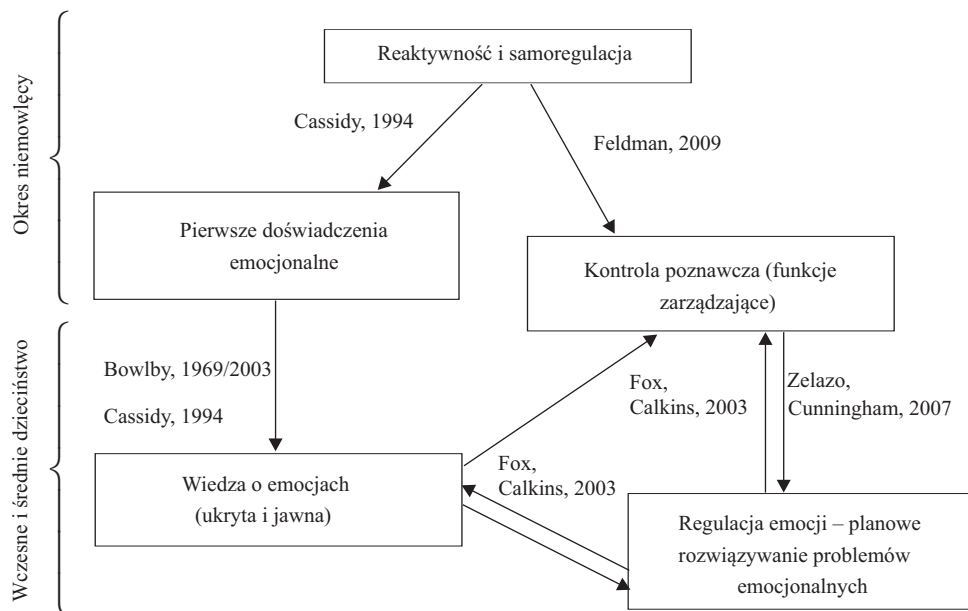 Okres niemowlęcy
Reaktywność i samoregulacja
Cassidy, 1994
Feldman, 2009
Pierwsze doświadczenia
emocjonalne
Kontrola poznawcza (funkcje
zarządzające)
Wczesne i średnie dzieciństwo
Bowlby, 1969/2003
Cassidy, 1994
Fox,
Calkins, 2003
Zelazo,
Cunningham, 2007
Wiedza o emocjach
(ukryta i jawna)
Fox,
Calkins, 2003
Regulacja emocji – planowe
rozwiązywanie problemów
emocjonalnych